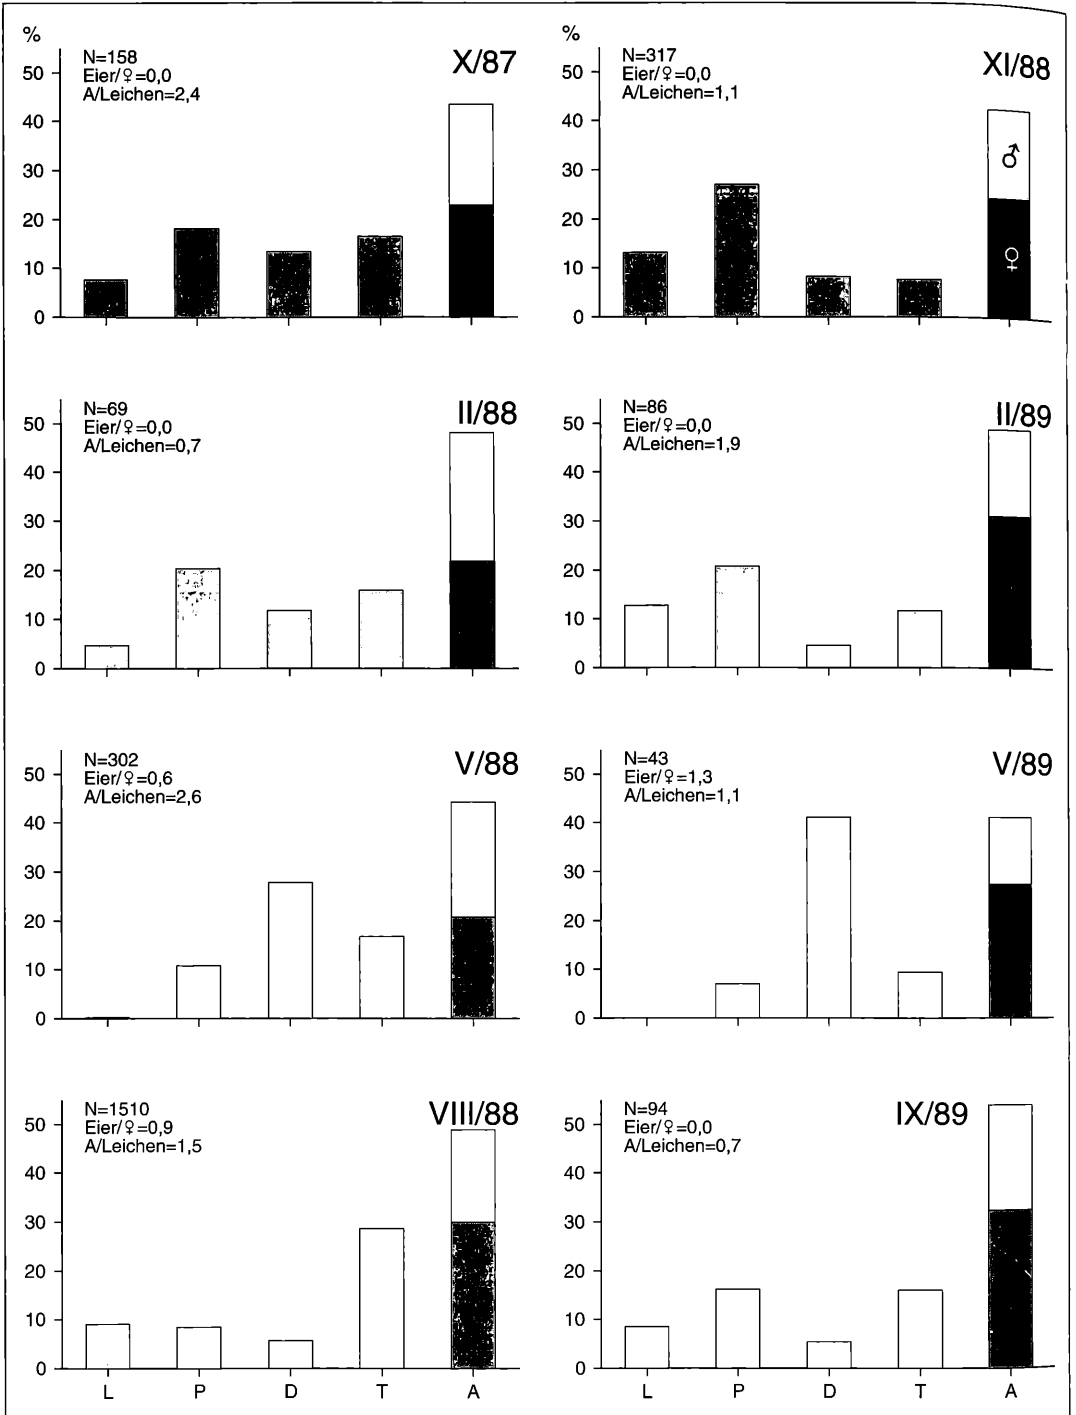 %
50
40
30
20
10
0
N=158
Eier/♀=0,0
A/Leichen=2,4
X/87
%
50
40
30
20
10
0
N=317
Eier/♀=0,0
A/Leichen=1,1
XI/88
♂
♀
50
40
30
20
10
0
N=69
Eier/♀=0,0
A/Leichen=0,7
II/88
50
40
30
20
10
0
N=86
Eier/♀=0,0
A/Leichen=1,9
II/89
50
40
30
20
10
0
N=302
Eier/♀=0,6
A/Leichen=2,6
V/88
50
40
30
20
10
0
N=43
Eier/♀=1,3
A/Leichen=1,1
V/89
50
40
30
20
10
0
N=1510
Eier/♀=0,9
A/Leichen=1,5
VIII/88
L P D T A
50
40
30
20
10
0
N=94
Eier/♀=0,0
A/Leichen=0,7
IX/89
L P D T A